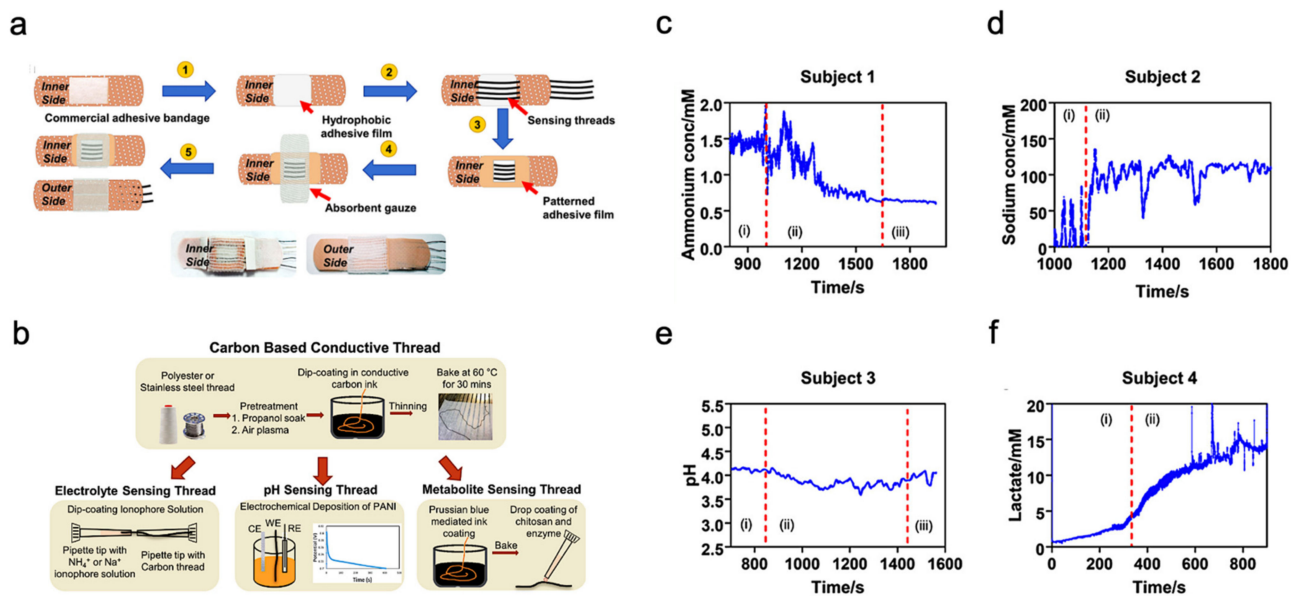 a
Inner
Side
Commercial adhesive bandage
1
Inner
Side
Hydrophobic
adhesive film
2
Inner
Side
Sensing threads
3
Inner
Side
Patterned
adhesive film
4
Inner
Side
Absorbent gauze
5
Inner
Side
Outer
Side
Inner
Side
Outer
Side
b
Carbon Based Conductive Thread
Polyester or
Stainless steel thread
Pretreatment
1. Propanol soak
2. Air plasma
Dip-coating in conductive
carbon ink
Thinning
Bake at 60 °C
for 30 mins
Electrolyte Sensing Thread
Dip-coating Ionophore Solution
Pipette tip with
NH₄⁺ or Na⁺
ionophore solution
Pipette tip with
Carbon thread
pH Sensing Thread
Electrochemical Deposition of PANI
CE
WE
RE
Potential (V)
Time (s)
Metabolite Sensing Thread
Prussian blue
mediated ink
coating
Bake
Drop coating of
chitosan and
enzyme
c
Subject 1
Ammonium conc/mM
2.0
1.5
1.0
0.5
0.0
(i)
(ii)
(iii)
900
1200
1500
1800
Time/s
d
Subject 2
Sodium conc/mM
200
150
100
50
0
(i)
(ii)
1000
1200
1400
1600
1800
Time/s
e
Subject 3
pH
5.5
5.0
4.5
4.0
3.5
3.0
2.5
(i)
(ii)
(iii)
800
1000
1200
1400
1600
Time/s
f
Subject 4
Lactate/mM
20
15
10
5
0
(i)
(ii)
0
200
400
600
800
Time/s